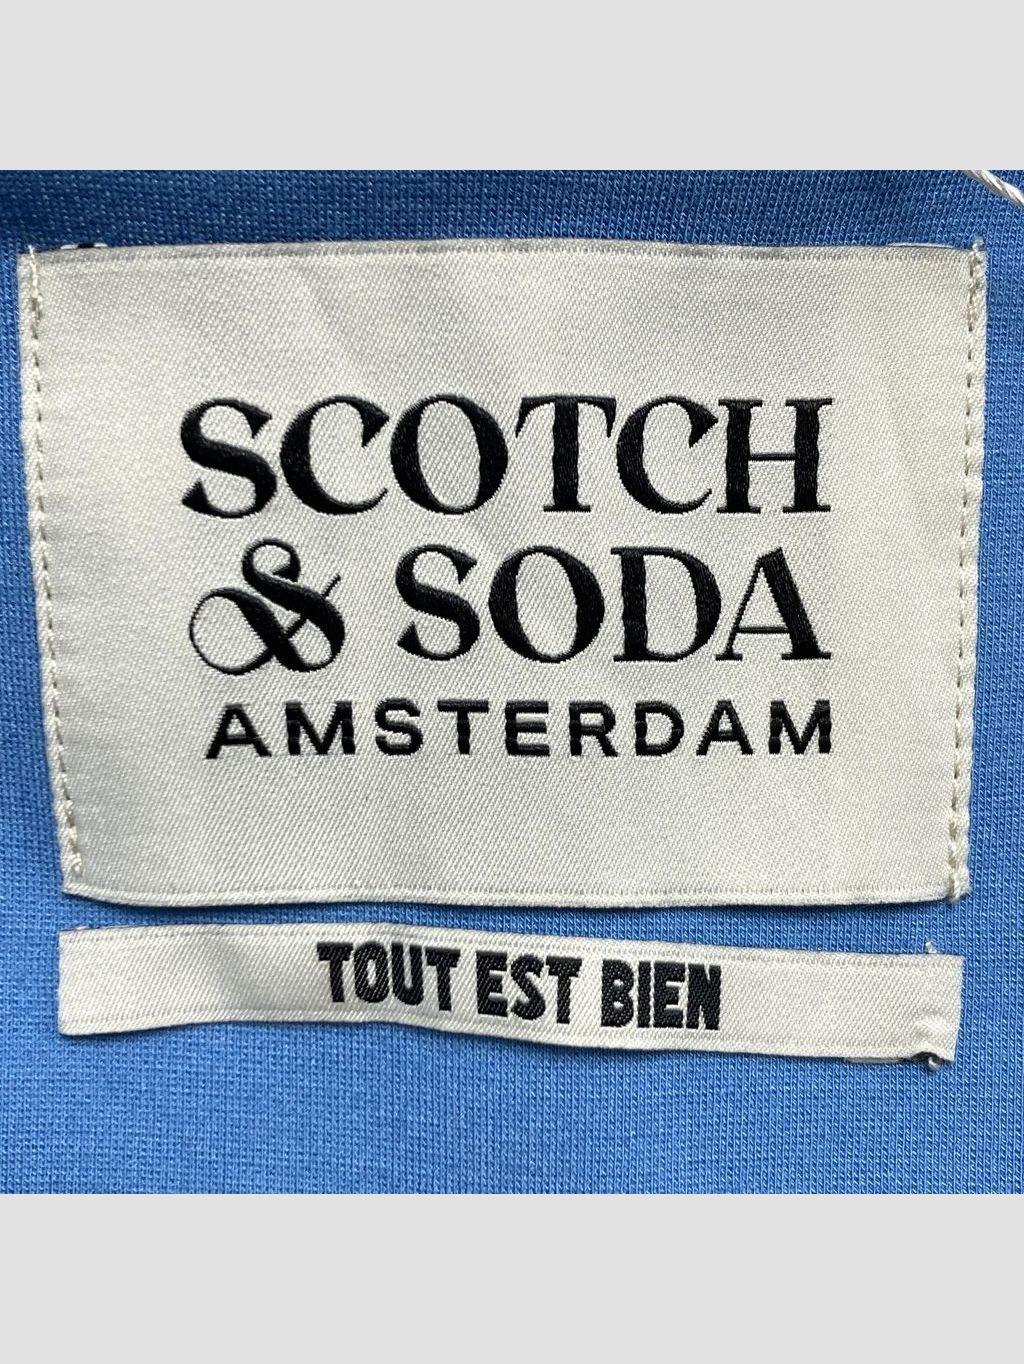 SCOTCH
& SODA
AMSTERDAM
TOUT EST BIEN